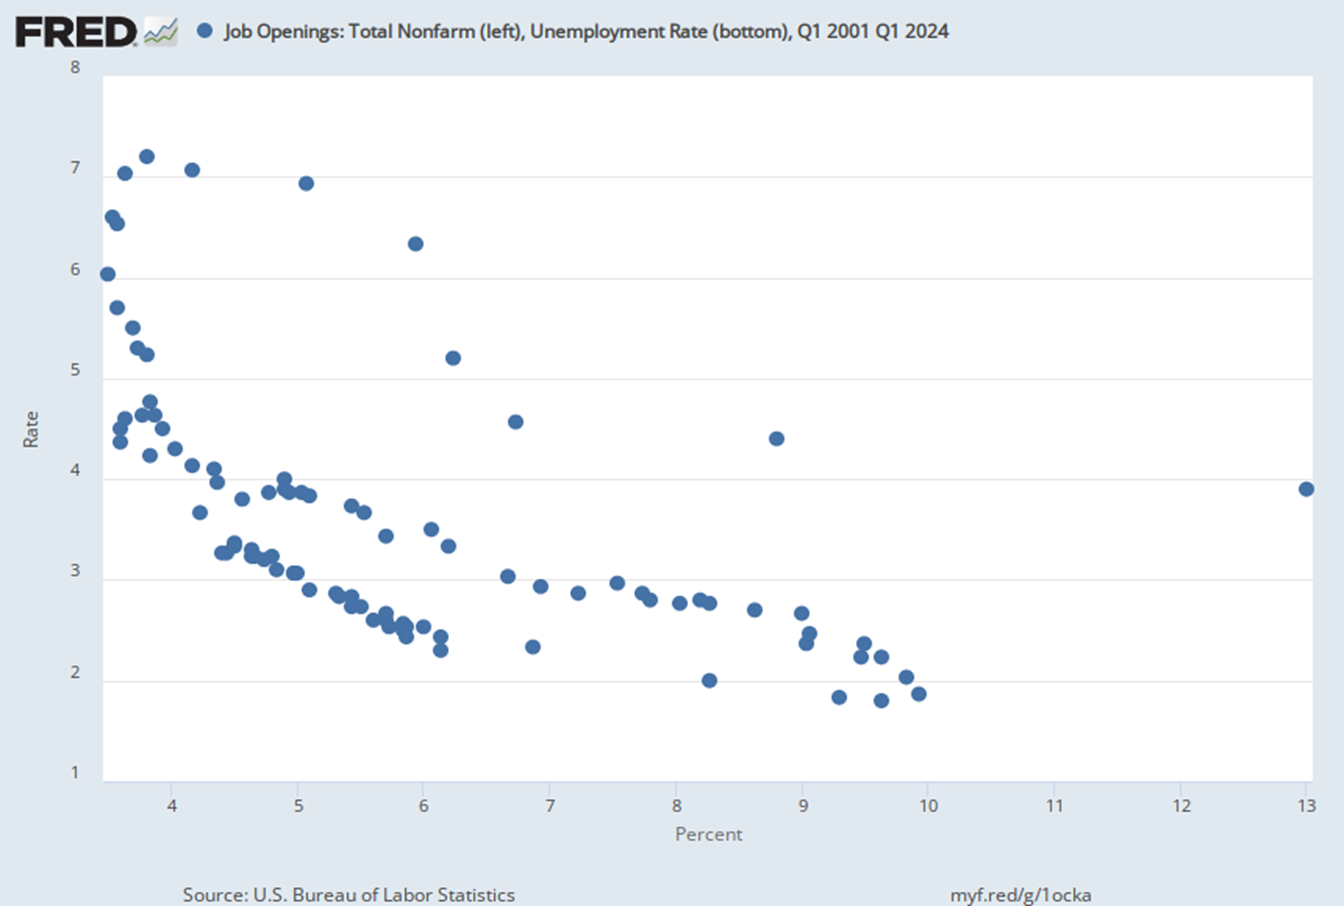 FRED Job Openings: Total Nonfarm (left), Unemployment Rate (bottom), Q1 2001 Q1 2024
8
7
6
5
4
3
2
1
Rate
4 5 6 7 8 9 10 11 12 13
Percent
Source: U.S. Bureau of Labor Statistics myf.red/g/1ocka